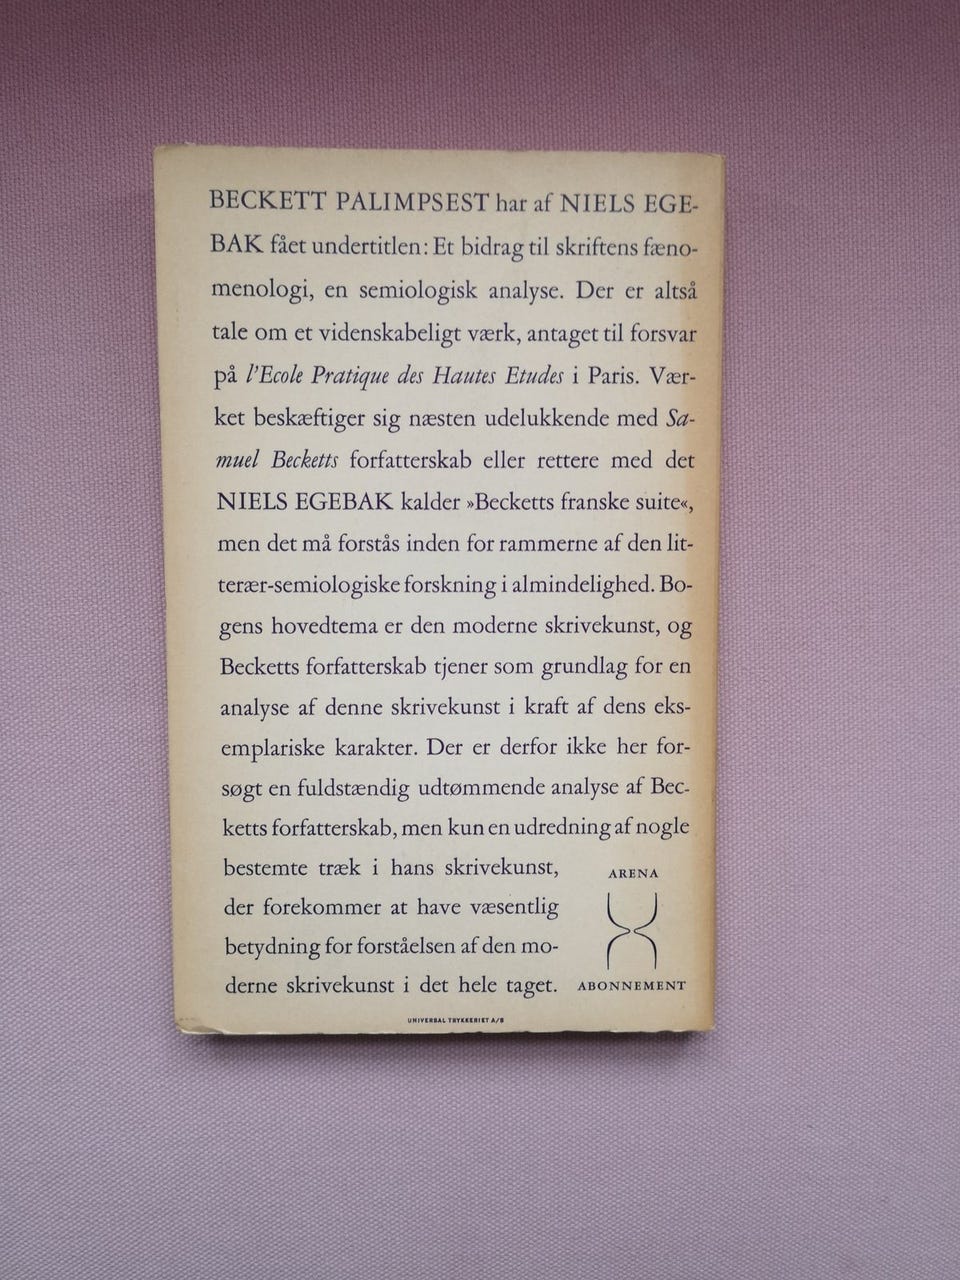 BECKETT PALIMPSEST har af NIELS EGE-
BAK fået undertitlen: Et bidrag til skriftens fæno-
menologi, en semiologisk analyse. Der er altså
tale om et videnskabeligt værk, antaget til forsvar
på l'Ecole Pratique des Hautes Etudes i Paris. Vær-
ket beskæftiger sig næsten udelukkende med Sa-
muel Becketts forfatterskab eller rettere med det
NIELS EGEBAK kalder »Becketts franske suite«,
men det må forstås inden for rammerne af den lit-
terær-semiologiske forskning i almindelighed. Bo-
gens hovedtema er den moderne skrivekunst, og
Becketts forfatterskab tjener som grundlag for en
analyse af denne skrivekunst i kraft af dens eks-
emplariske karakter. Der er derfor ikke her for-
søgt en fuldstændig udtømmende analyse af Bec-
ketts forfatterskab, men kun en udredning af nogle
bestemte træk i hans skrivekunst,
der forekommer at have væsentlig
betydning for forståelsen af den mo-
derne skrivekunst i det hele taget.
ARENA
ABONNEMENT
UNIVERSAL TRYKKERIET A/S